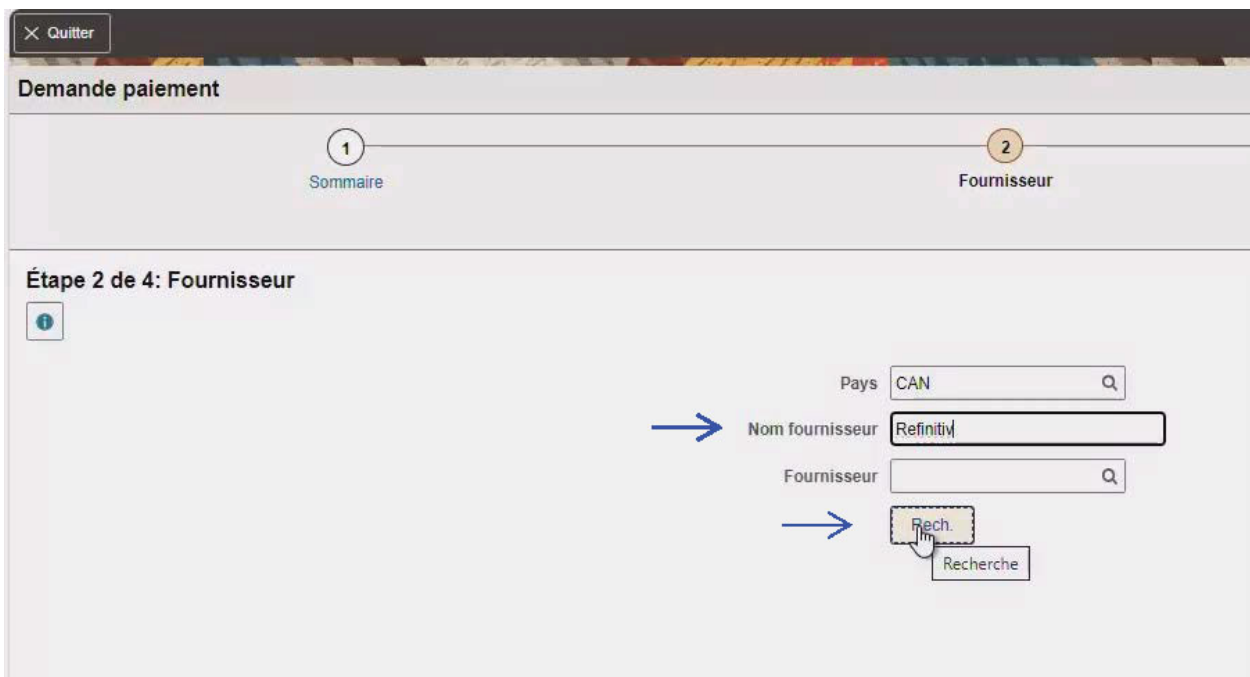 Quitter
Demande paiement
1
2
Sommaire
Fournisseur
Étape 2 de 4: Fournisseur
Pays CAN
Nom fournisseur Refinitiv
Fournisseur
Rech.
Recherche